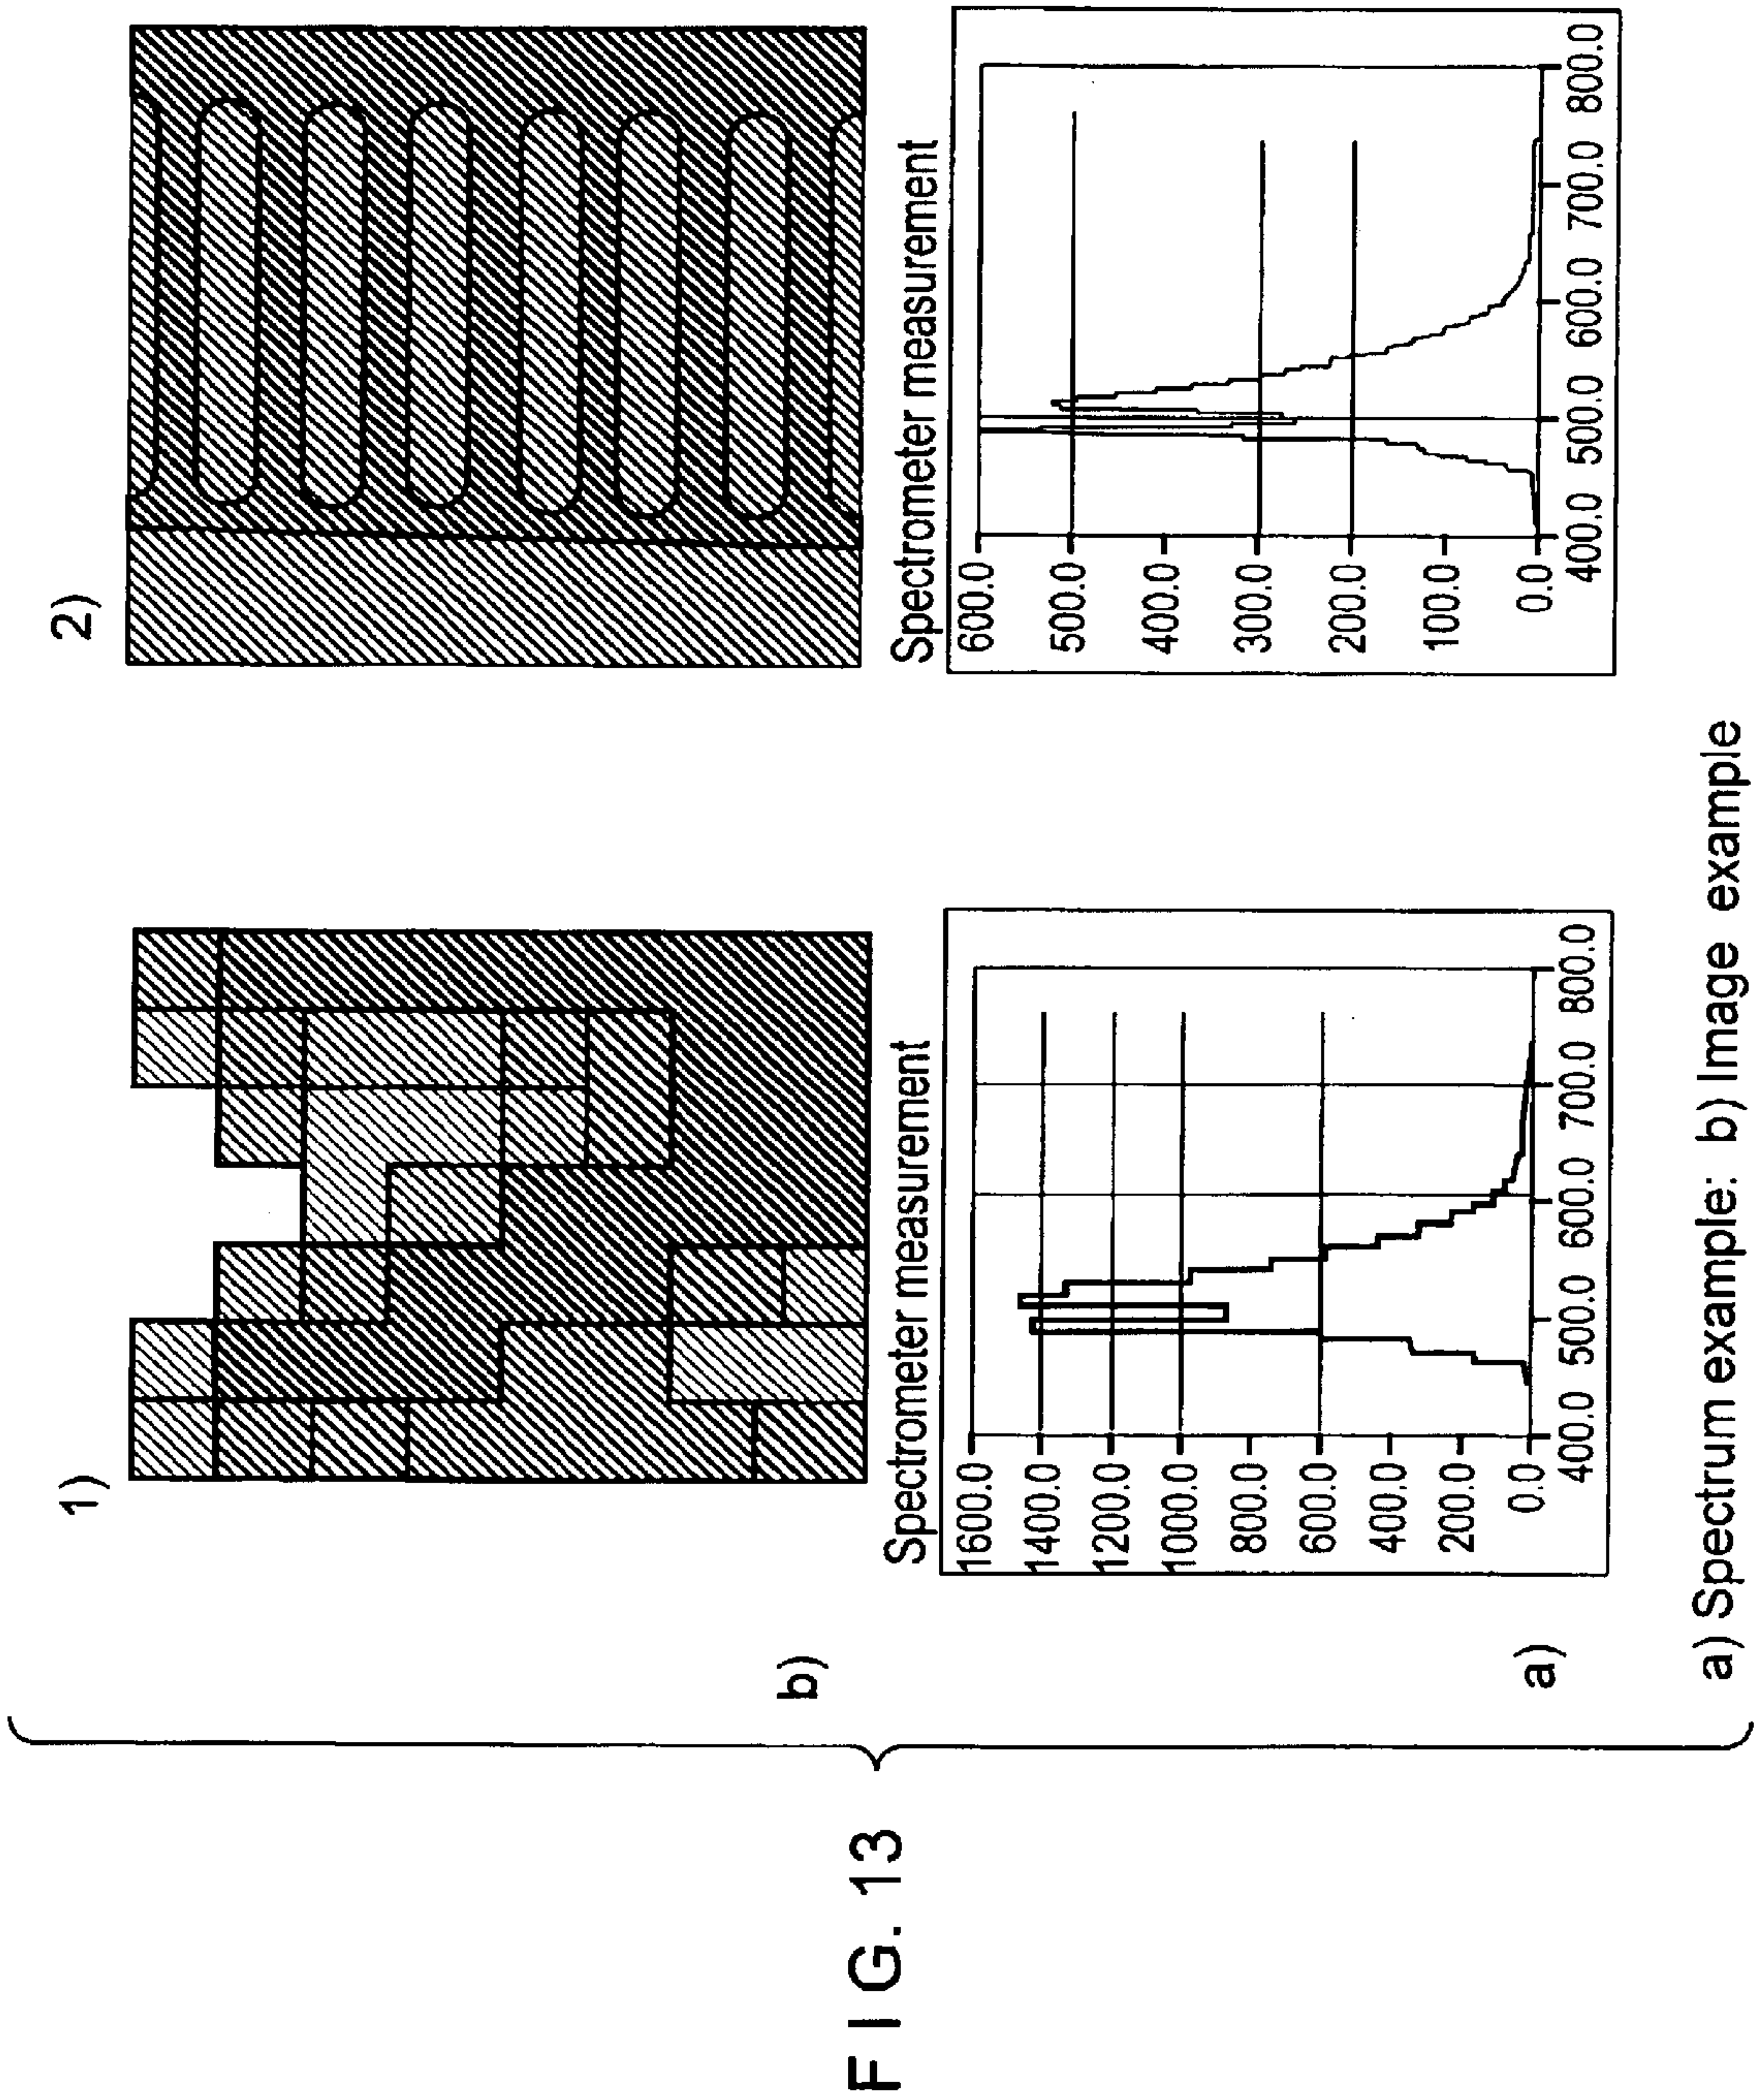 FIG. 13
1)
2)
b)
Spectrometer measurement
1600.0
1400.0
1200.0
1000.0
800.0
600.0
400.0
200.0
0.0
400.0 500.0 600.0 700.0 800.0
Spectrometer measurement
600.0
500.0
400.0
300.0
200.0
100.0
0.0
400.0 500.0 600.0 700.0 800.0
a)
a) Spectrum example: b) Image example